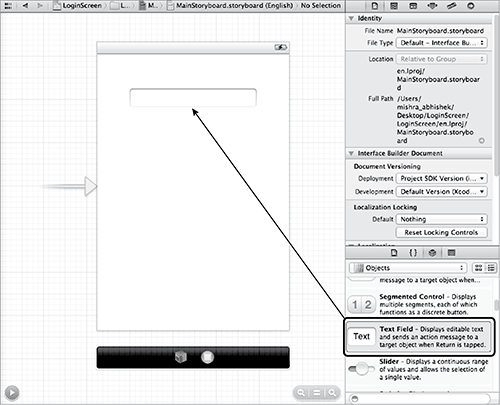 LoginScreen
M...
MainStoryboard.storyboard (English)
No Selection
Identity
File Name MainStoryboard.storyboard
File Type Default - Interface Bu...
Location Relative to Group
en.lproj/
MainStoryboard.storyboar
d
Full Path /Users/
mishra_abhishek/
Desktop/LoginScreen/
LoginScreen/en.lproj/
MainStoryboard.storybo
ard
Interface Builder Document
Document Versioning
Deployment Project SDK Version (i...
Development Default Version (Xcod...
Localization Locking
Default Nothing
Reset Locking Controls
Localization
{ }
Objects
message to a target object when...
1 2
Segmented Control - Displays
multiple segments, each of which
functions as a discrete button.
Text
Text Field - Displays editable text
and sends an action message to a
target object when Return is tapped.
Slider - Displays a continuous range
of values and allows the selection of
a single value.